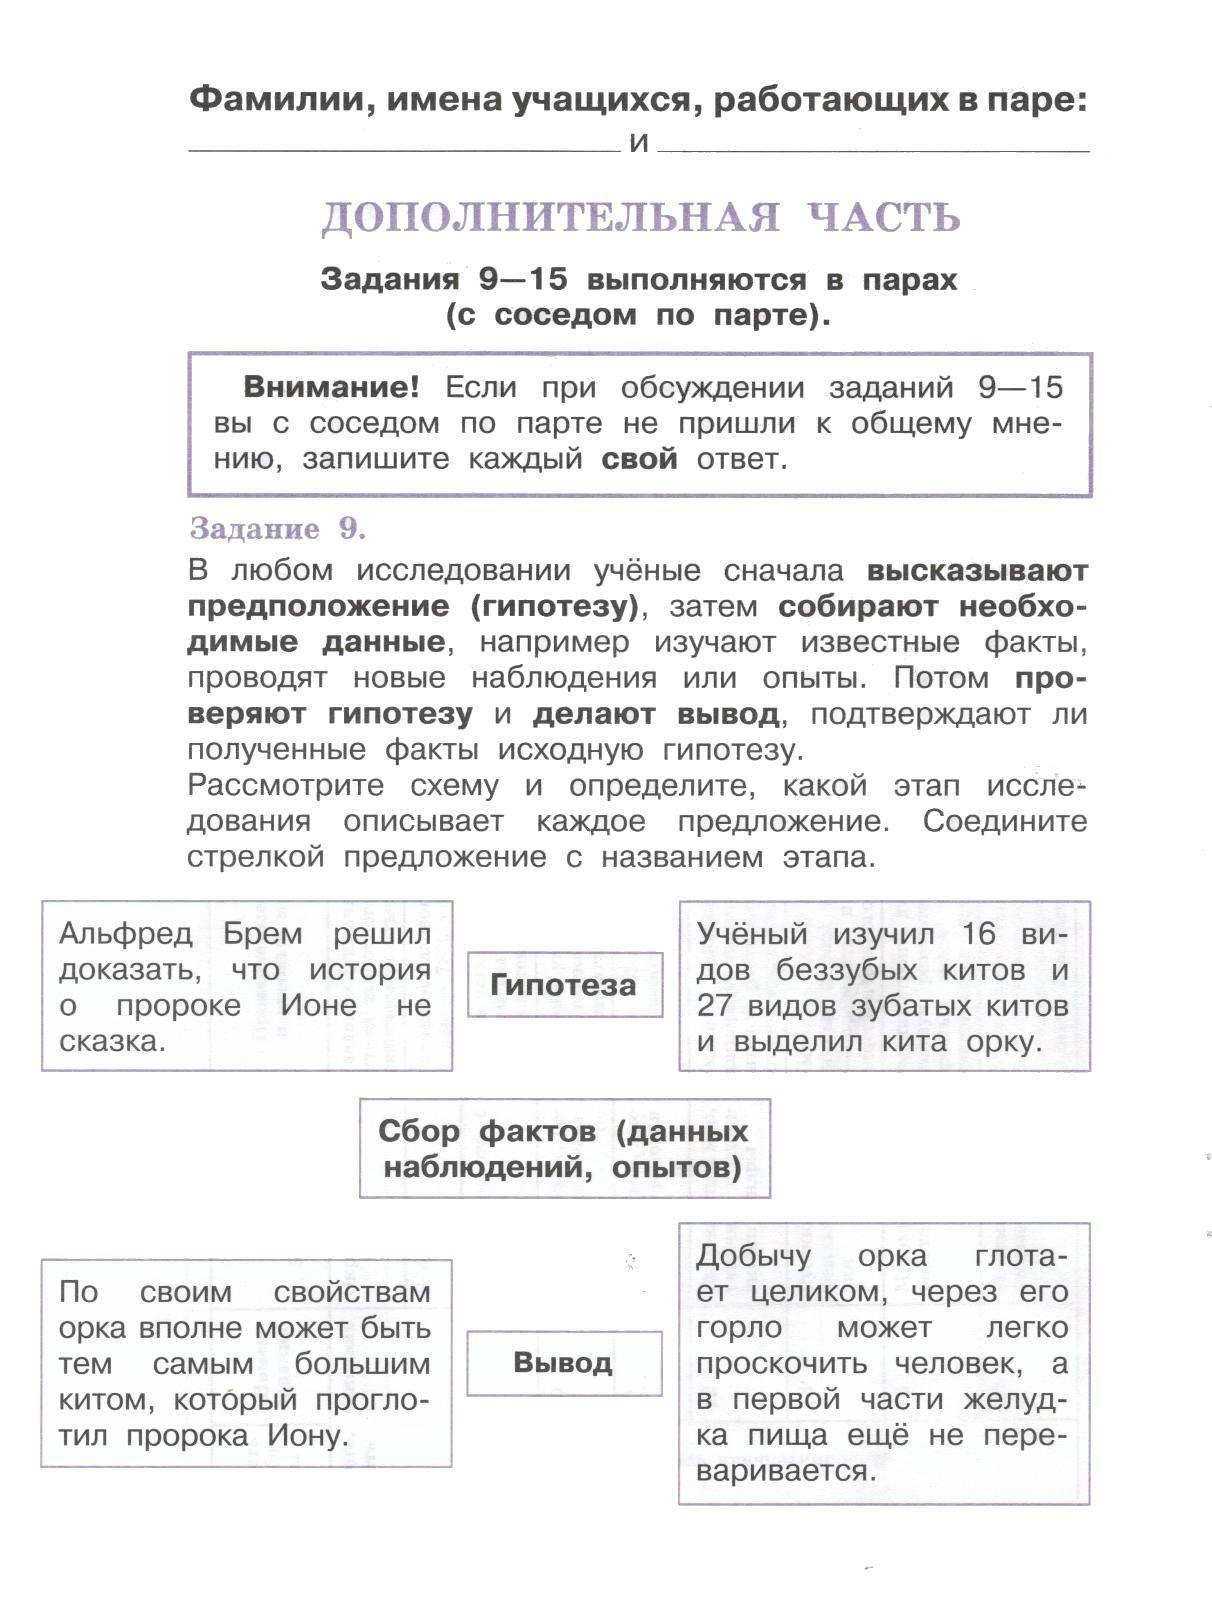 Фамилии, имена учащихся, работающих в паре:
и
ДОПОЛНИТЕЛЬНАЯ ЧАСТЬ
Задания 9—15 выполняются в парах
(с соседом по парте).
Внимание! Если при обсуждении заданий 9—15
вы с соседом по парте не пришли к общему мне-
нию, запишите каждый свой ответ.
Задание 9.
В любом исследовании учёные сначала высказывают
предположение (гипотезу), затем собирают необхо-
димые данные, например изучают известные факты,
проводят новые наблюдения или опыты. Потом про-
веряют гипотезу и делают вывод, подтверждают ли
полученные факты исходную гипотезу.
Рассмотрите схему и определите, какой этап иссле-
дования описывает каждое предложение. Соедините
стрелкой предложение с названием этапа.
Альфред Брем решил
доказать, что история
о пророке Ионе не
сказка.
Гипотеза
Учёный изучил 16 ви-
дов беззубых китов и
27 видов зубатых китов
и выделил кита орку.
Сбор фактов (данных
наблюдений, опытов)
По своим свойствам
орка вполне может быть
тем самым большим
китом, который прогло-
тил пророка Иону.
Вывод
Добычу орка глота-
ет целиком, через его
горло может легко
проскочить человек, а
в первой части желуд-
ка пища ещё не пере-
варивается.